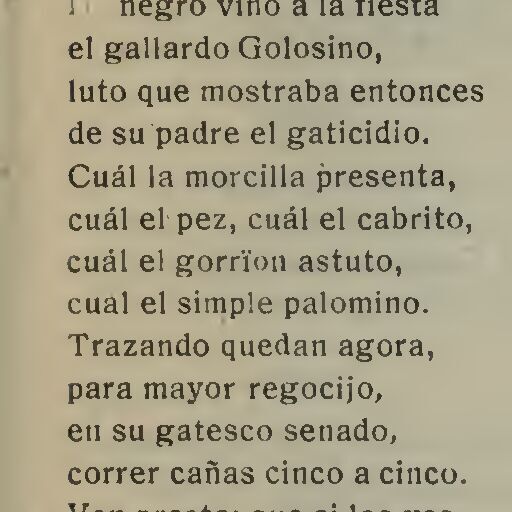 negro vino a la fiesta
el gallardo Golosino,
luto que mostraba entonces
de su padre el gaticidio.
Cuál la morcilla presenta,
cuál el pez, cuál el cabrito,
cuál el gorrïon astuto,
cual el simple palomino.
Trazando quedan agora,
para mayor regocijo,
en su gatesco senado,
correr cañas cinco a cinco.